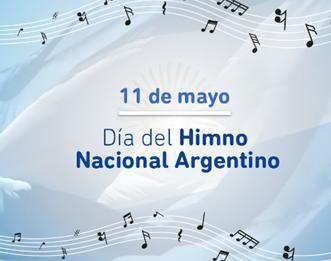 11 de mayo
Día del Himno
Nacional Argentino